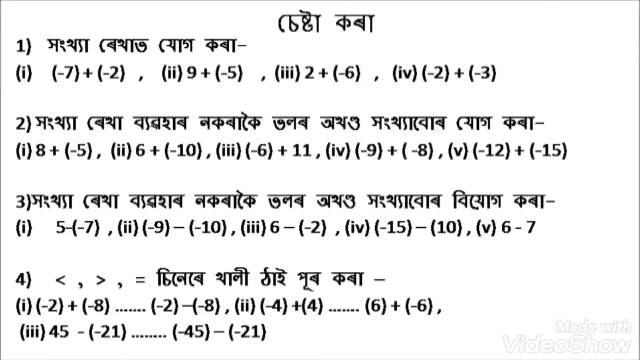 চেষ্টা কৰা
1) সংখ্যা ৰেখাত যোগ কৰা–
(i) (-7) + (-2) , (ii) 9 + (-5) , (iii) 2 + (-6) , (iv) (-2) + (-3)
2) সংখ্যা ৰেখা ব্যৱহাৰ নকৰাকৈ তলৰ অখণ্ড সংখ্যাবোৰ যোগ কৰা–
(i) 8 + (-5) , (ii) 6 + (-10) , (iii) (-6) + 11 , (iv) (-9) + ( -8) , (v) (-12) + (-15)
3)সংখ্যা ৰেখা ব্যৱহাৰ নকৰাকৈ তলৰ অখণ্ড সংখ্যাবোৰ বিয়োগ কৰা–
(i) 5-(-7) , (ii) (-9) – (-10) , (iii) 6 – (-2) , (iv) (-15) – (10) , (v) 6 - 7
4) < , > , = চিনেৰে খালী ঠাই পূৰ কৰা –
(i) (-2) + (-8) ....... (-2) –(-8) , (ii) (-4) +(4) ....... (6) + (-6) ,
(iii) 45 - (-21) ........ (-45) – (-21)
Made with
VideoShow